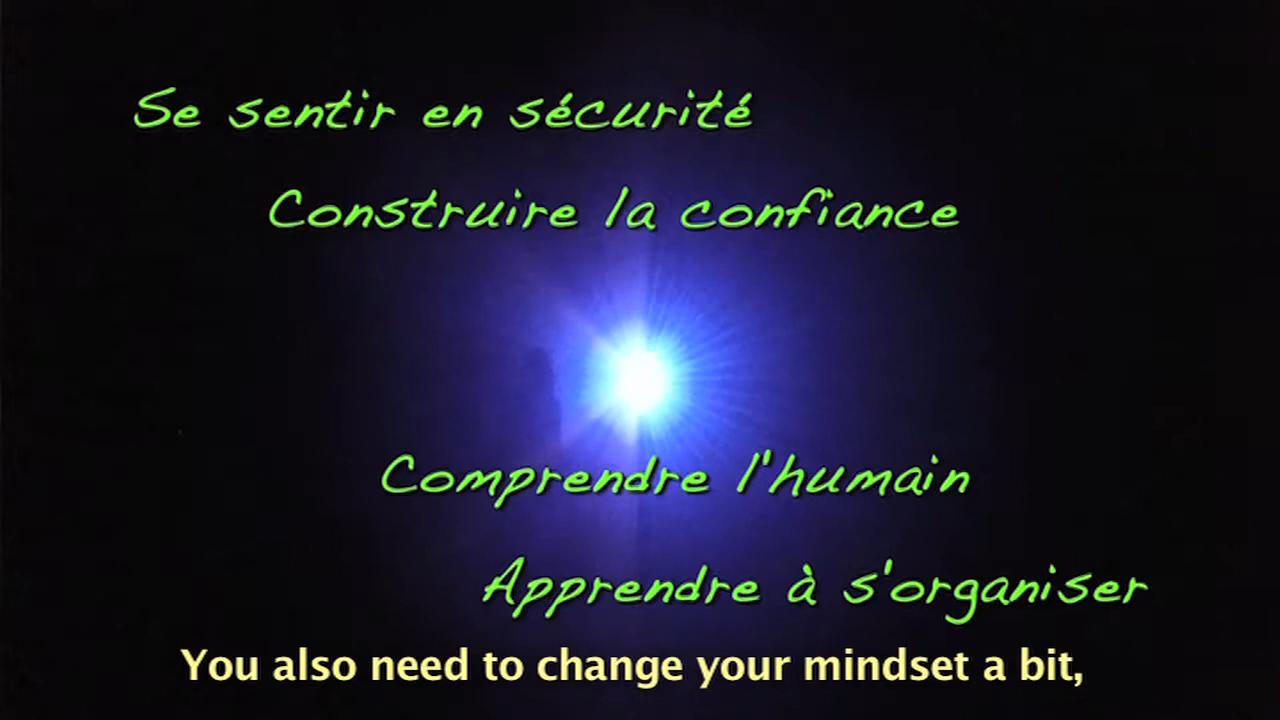 Se sentir en sécurité
Construire la confiance
Comprendre l'humain
Apprendre à s'organiser
You also need to change your mindset a bit,